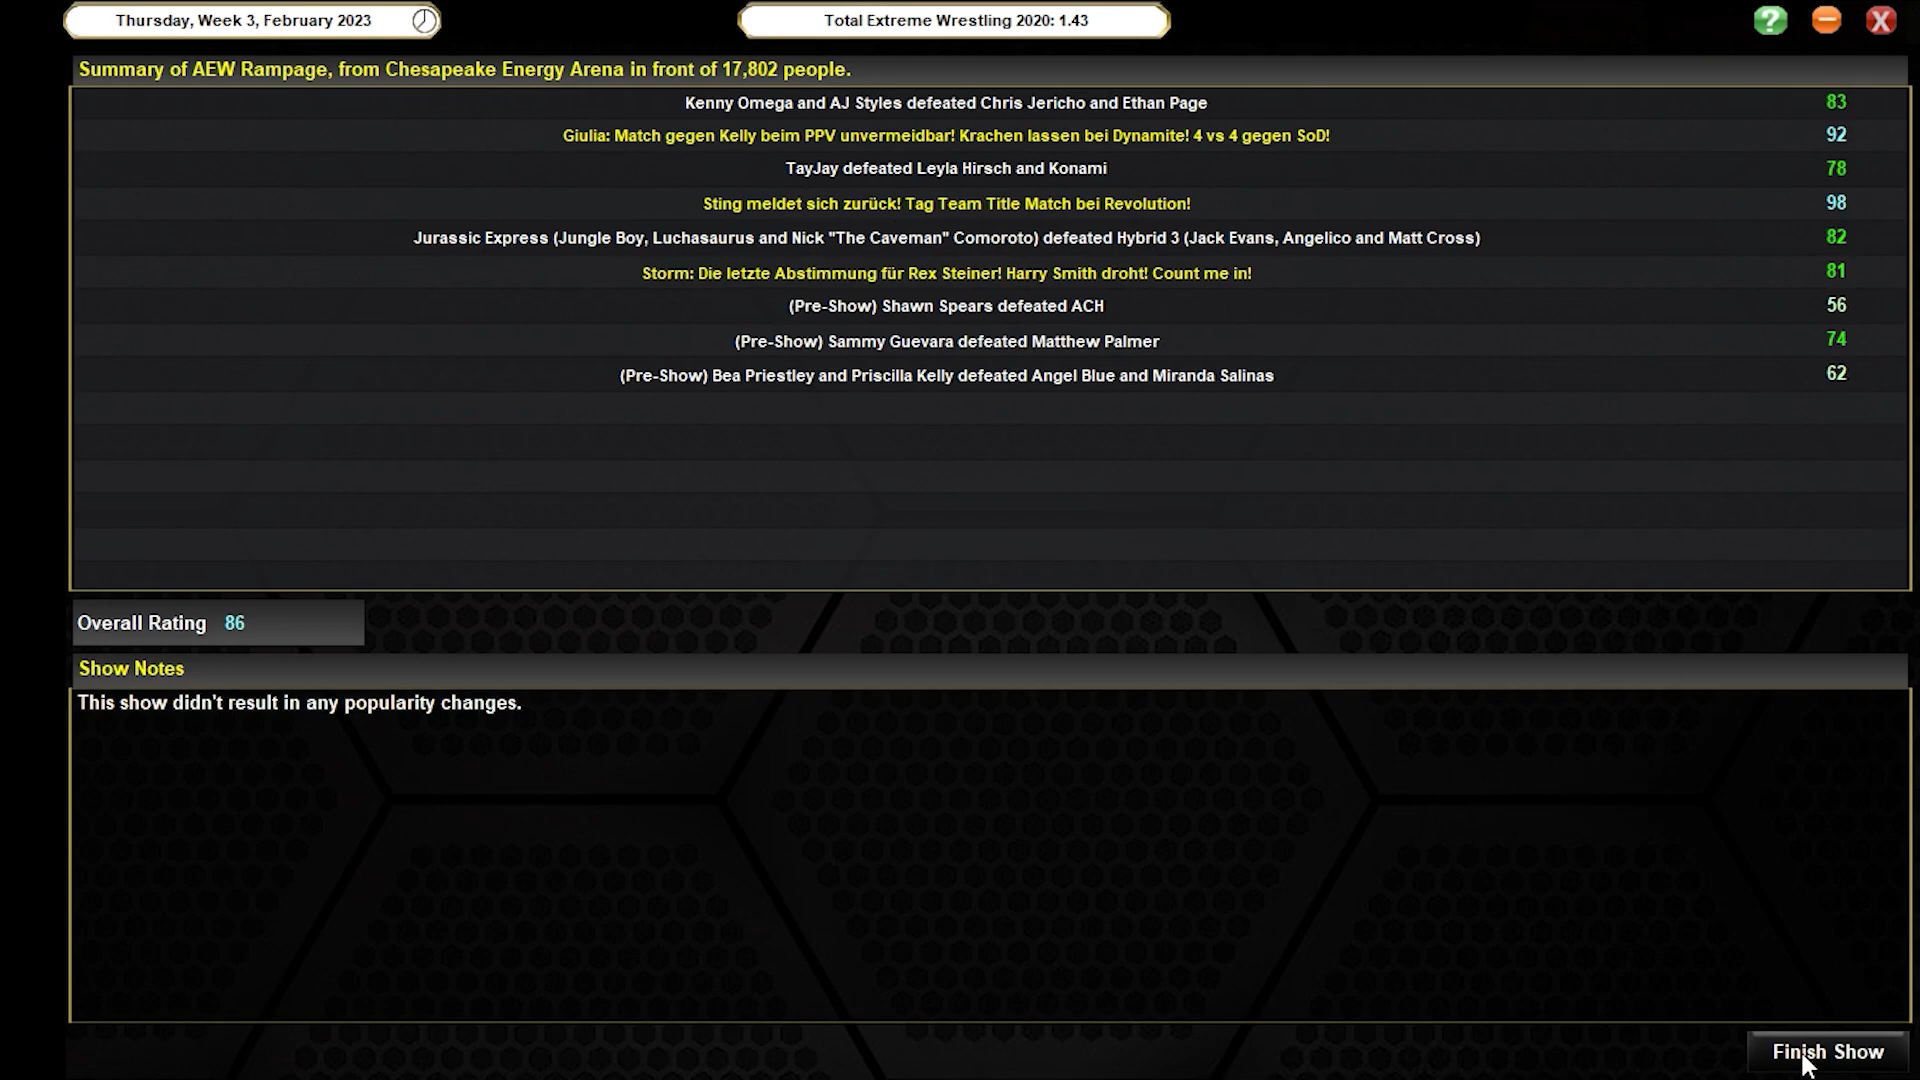 Thursday, Week 3, February 2023
Total Extreme Wrestling 2020: 1.43
Summary of AEW Rampage, from Chesapeake Energy Arena in front of 17,802 people.
Kenny Omega and AJ Styles defeated Chris Jericho and Ethan Page 83
Giulia: Match gegen Kelly beim PPV unvermeidbar! Krachen lassen bei Dynamite! 4 vs 4 gegen SoD! 92
TayJay defeated Leyla Hirsch and Konami 78
Sting meldet sich zurück! Tag Team Title Match bei Revolution! 98
Jurassic Express (Jungle Boy, Luchasaurus and Nick "The Caveman" Comoroto) defeated Hybrid 3 (Jack Evans, Angelico and Matt Cross) 82
Storm: Die letzte Abstimmung für Rex Steiner! Harry Smith droht! Count me in! 81
(Pre-Show) Shawn Spears defeated ACH 56
(Pre-Show) Sammy Guevara defeated Matthew Palmer 74
(Pre-Show) Bea Priestley and Priscilla Kelly defeated Angel Blue and Miranda Salinas 62
Overall Rating 86
Show Notes
This show didn't result in any popularity changes.
Finish Show